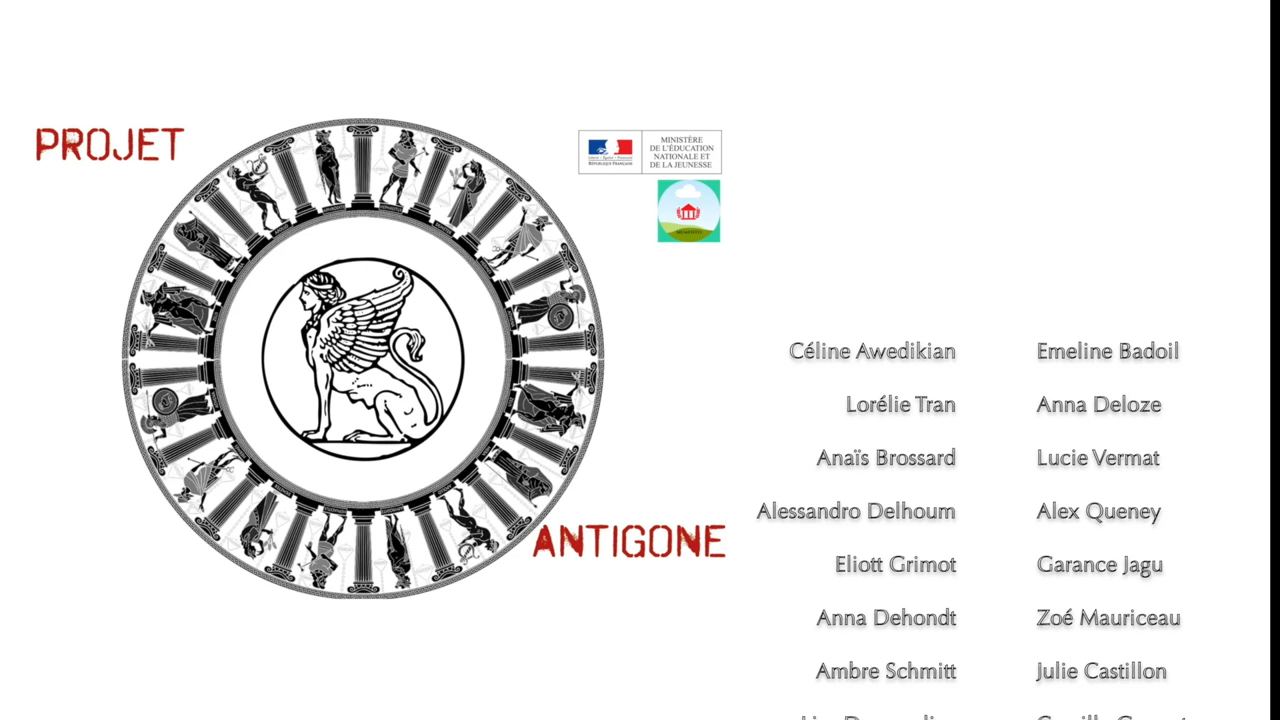 PROJET
MINISTÈRE
DE L'ÉDUCATION
NATIONALE ET
DE LA JEUNESSE
RÉPUBLIQUE FRANÇAISE
ANTIGONE
Céline Awedikian Emeline Badoil
Lorélie Tran Anna Deloze
Anaïs Brossard Lucie Vermat
Alessandro Delhoum Alex Queney
Eliott Grimot Garance Jagu
Anna Dehondt Zoé Mauriceau
Ambre Schmitt Julie Castillon